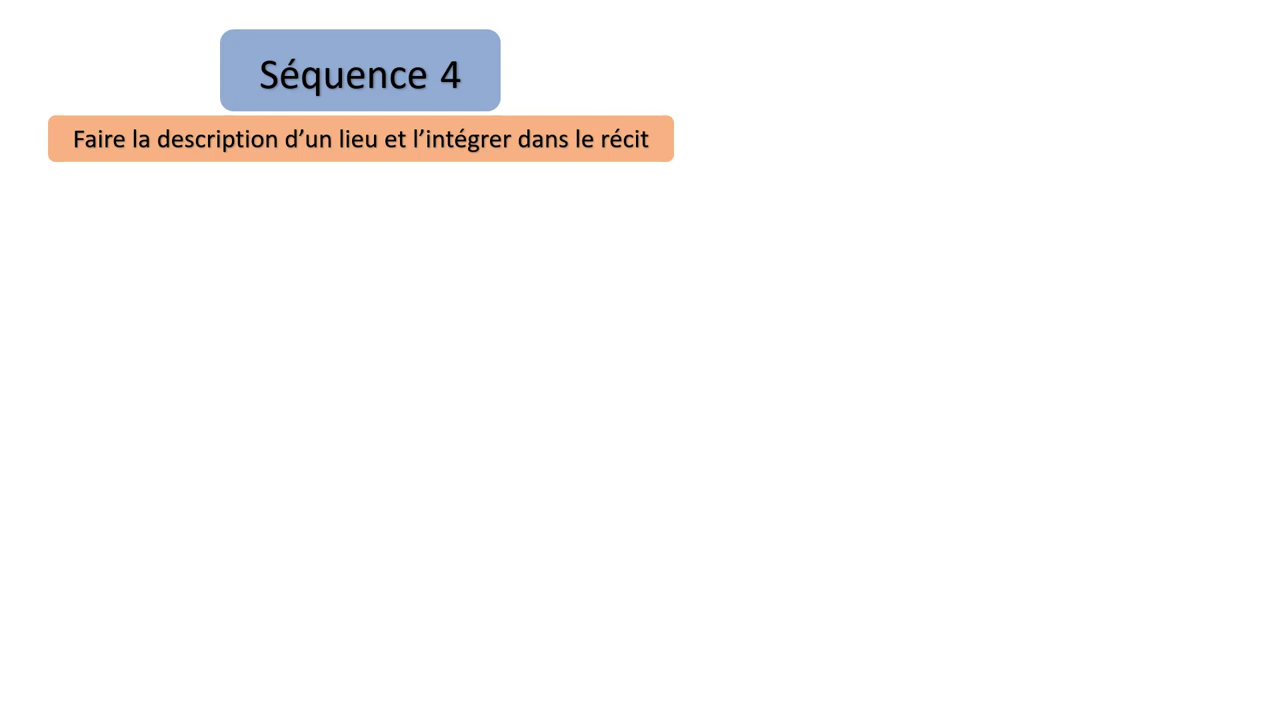 Séquence 4
Faire la description d’un lieu et l’intégrer dans le récit